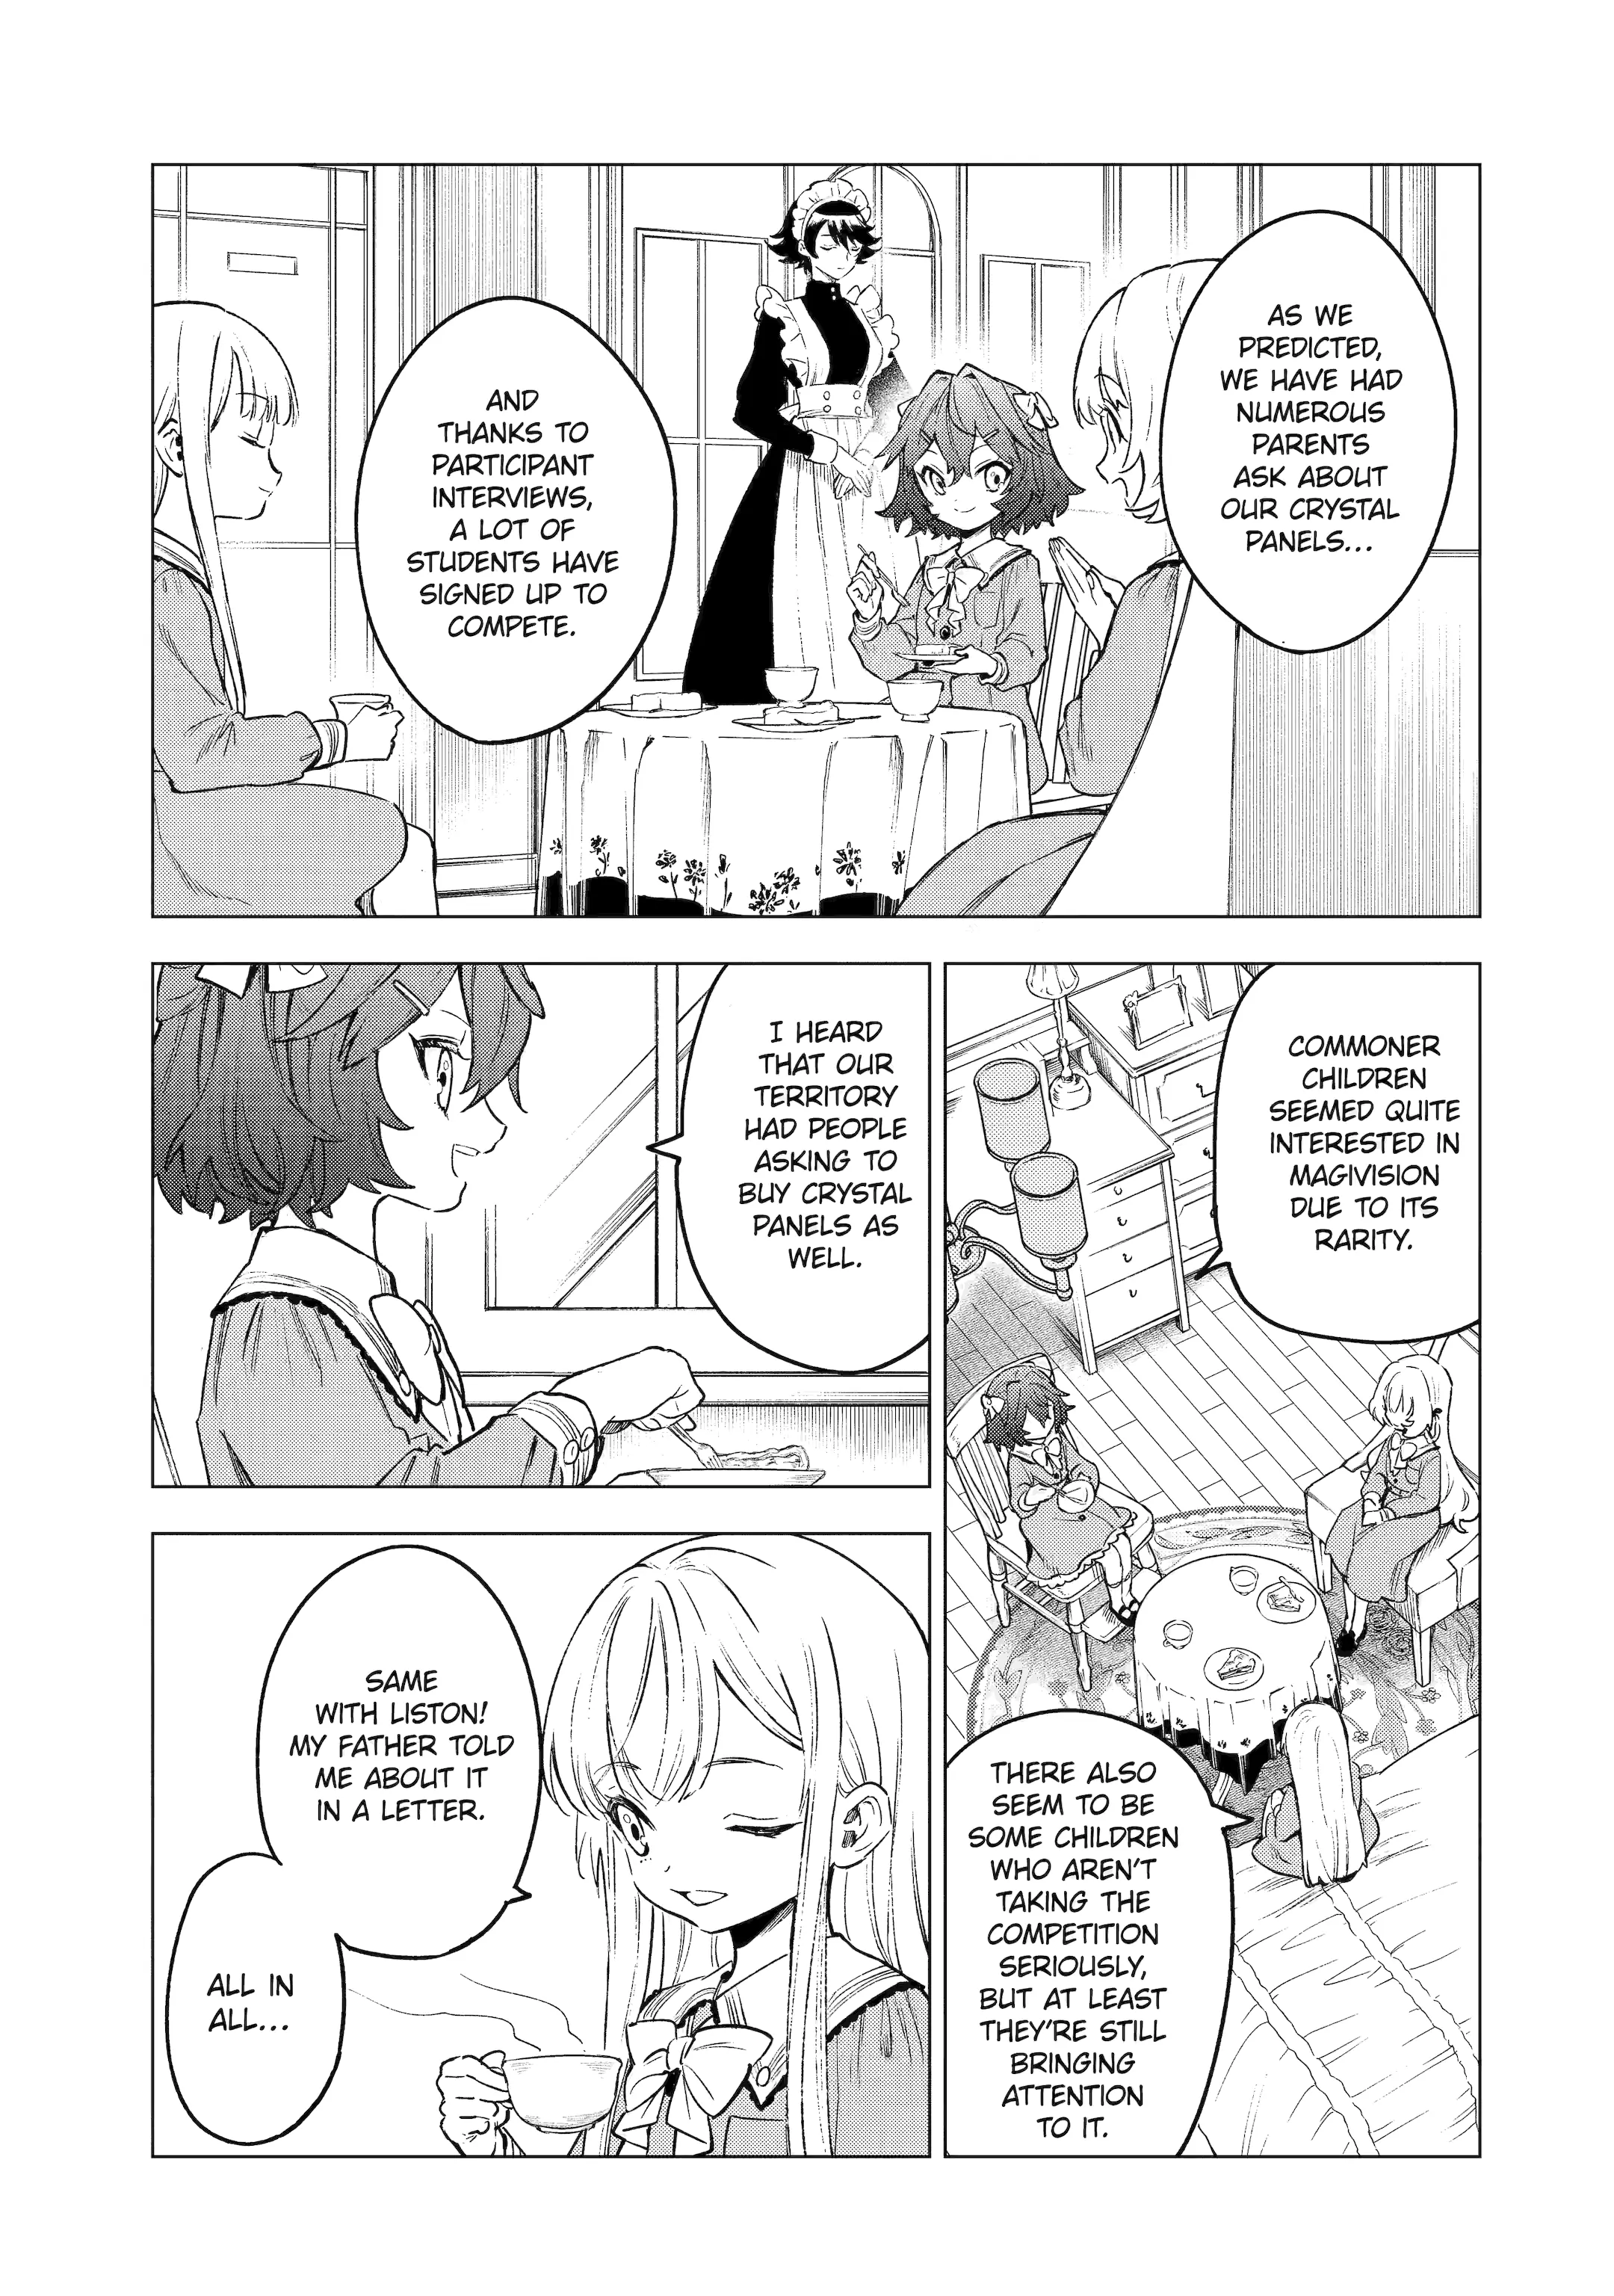 AS WE
PREDICTED,
WE HAVE HAD
NUMEROUS
PARENTS
ASK ABOUT
OUR CRYSTAL
PANELS...
AND
THANKS TO
PARTICIPANT
INTERVIEWS,
A LOT OF
STUDENTS HAVE
SIGNED UP TO
COMPETE.
COMMONER
CHILDREN
SEEMED QUITE
INTERESTED IN
MAGIVISION
DUE TO ITS
RARITY.
THERE ALSO
SEEM TO BE
SOME CHILDREN
WHO AREN'T
TAKING THE
COMPETITION
SERIOUSLY,
BUT AT LEAST
THEY'RE STILL
BRINGING
ATTENTION
TO IT.
I HEARD
THAT OUR
TERRITORY
HAD PEOPLE
ASKING TO
BUY CRYSTAL
PANELS AS
WELL.
SAME
WITH LISTON!
MY FATHER TOLD
ME ABOUT IT
IN A LETTER.
ALL IN
ALL...